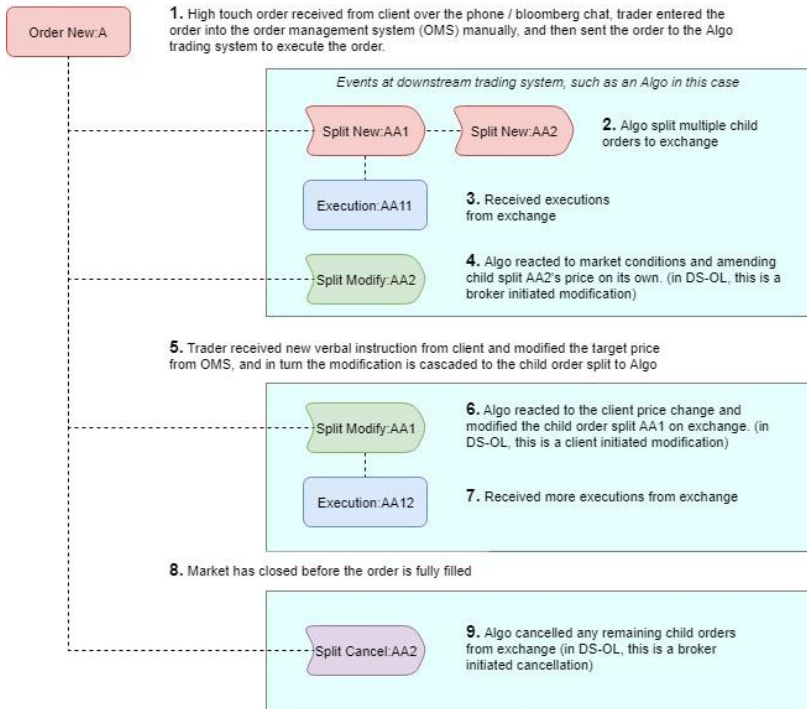 1. High touch order received from client over the phone / bloomberg chat, trader entered the
order into the order management system (OMS) manually, and then sent the order to the Algo
trading system to execute the order.
Order New:A
Events at downstream trading system, such as an Algo in this case
Split New:AA1
Split New:AA2
2. Algo split multiple child
orders to exchange
Execution:AA11
3. Received executions
from exchange
Split Modify:AA2
4. Algo reacted to market conditions and amending
child split AA2's price on its own. (in DS-OL, this is a
broker initiated modification)
5. Trader received new verbal instruction from client and modified the target price
from OMS, and in turn the modification is cascaded to the child order split to Algo
Split Modify:AA1
6. Algo reacted to the client price change and
modified the child order split AA1 on exchange. (in
DS-OL, this is a client initiated modification)
Execution:AA12
7. Received more executions from exchange
8. Market has closed before the order is fully filled
Split Cancel:AA2
9. Algo cancelled any remaining child orders
from exchange (in DS-OL, this is a broker
initiated cancellation)